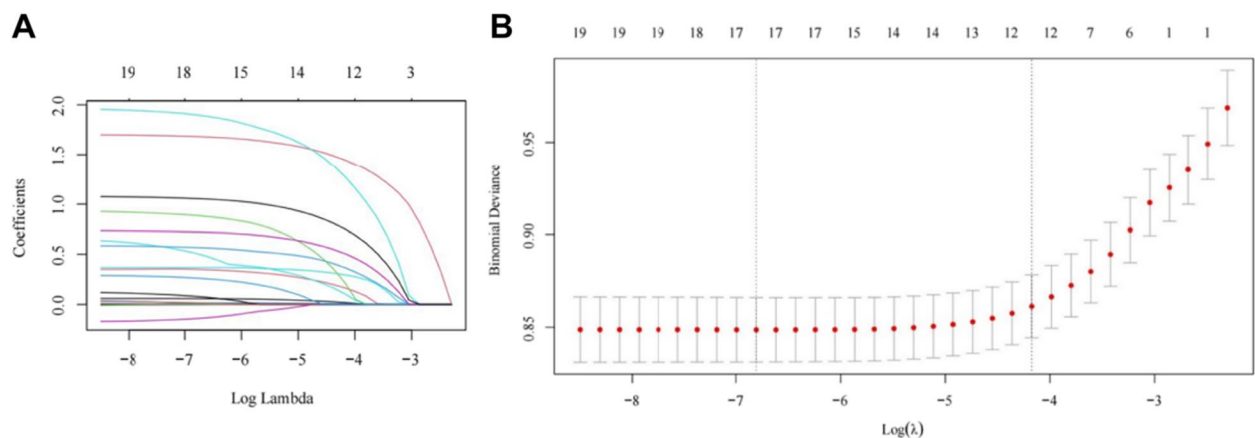 A
19 18 15 14 12 3
Coefficients
2.0
1.5
1.0
0.5
0.0
−8 −7 −6 −5 −4 −3
Log Lambda
B
19 19 19 18 17 17 17 15 14 14 13 12 12 7 6 1 1
Binomial Deviance
0.95
0.90
0.85
−8 −7 −6 −5 −4 −3
Log(λ)